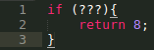 1 if (???){
2     return 8;
3 }